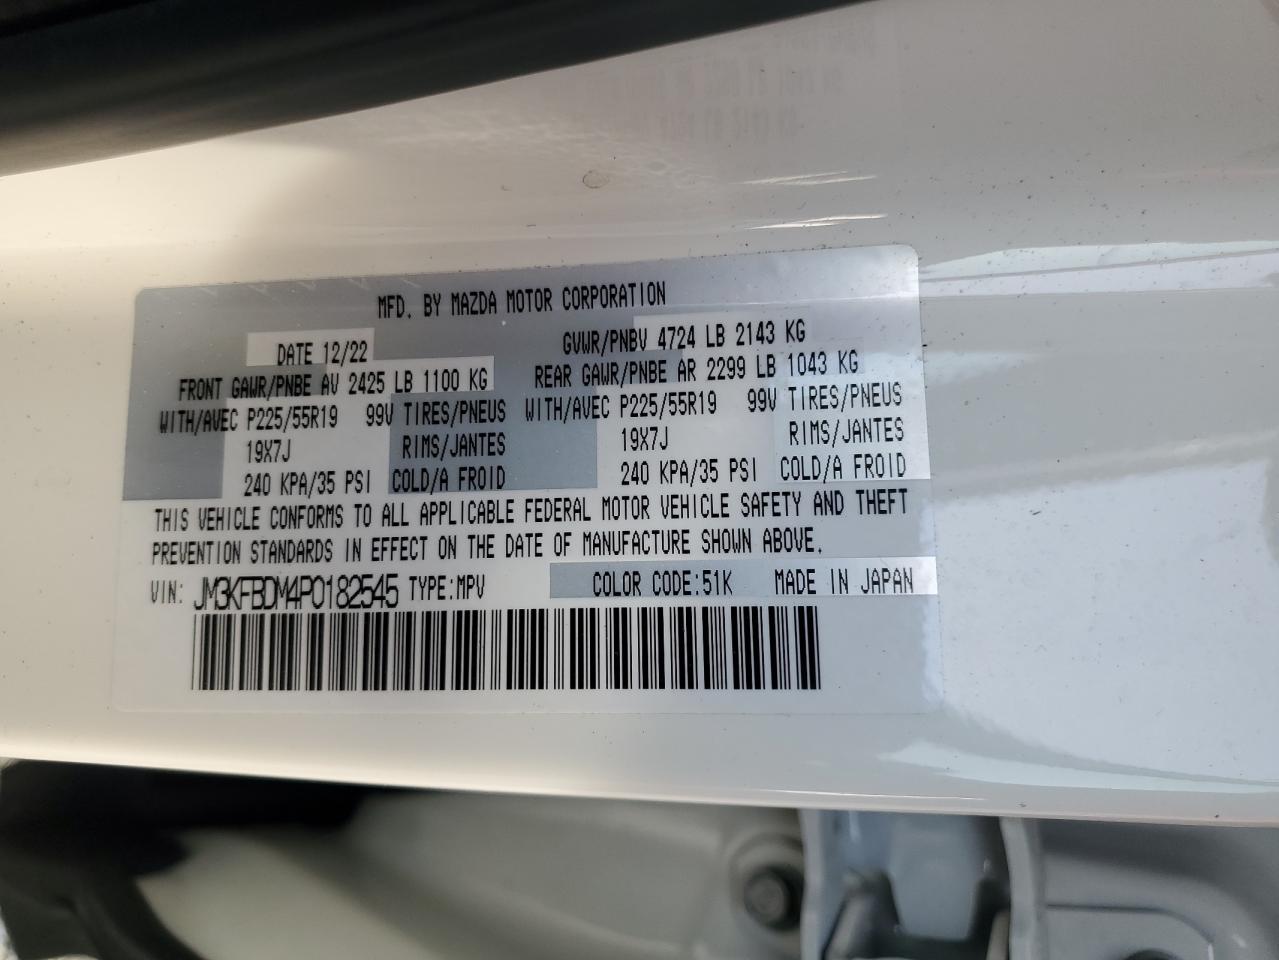 MFD. BY MAZDA MOTOR CORPORATION
DATE 12/22 GVWR/PNBV 4724 LB 2143 KG
FRONT GAWR/PNBE AV 2425 LB 1100 KG REAR GAWR/PNBE AR 2299 LB 1043 KG
WITH/AVEC P225/55R19 99V TIRES/PNEUS WITH/AVEC P225/55R19 99V TIRES/PNEUS
19X7J RIMS/JANTES 19X7J RIMS/JANTES
240 KPA/35 PSI COLD/A FROID 240 KPA/35 PSI COLD/A FROID
THIS VEHICLE CONFORMS TO ALL APPLICABLE FEDERAL MOTOR VEHICLE SAFETY AND THEFT
PREVENTION STANDARDS IN EFFECT ON THE DATE OF MANUFACTURE SHOWN ABOVE.
VIN: JM3KFBDM4P0182545 TYPE:MPV COLOR CODE:51K MADE IN JAPAN